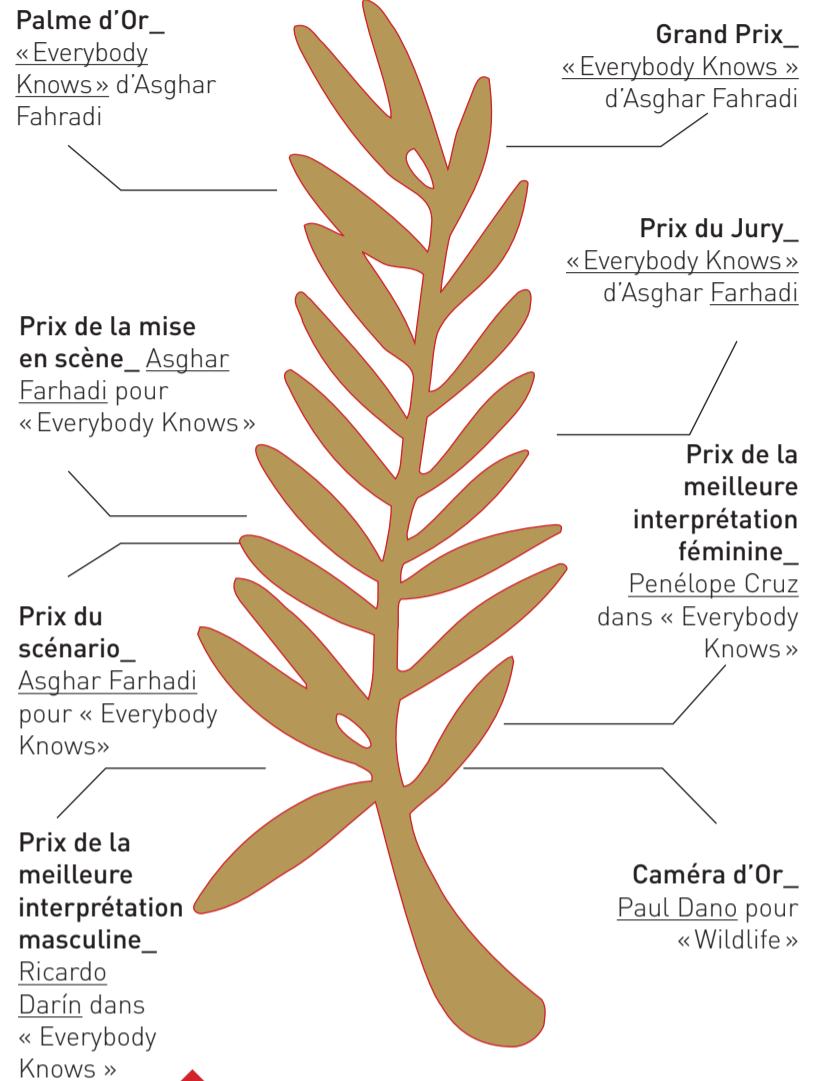 Palme d’Or_
« Everybody
Knows » d’Asghar
Fahradi
Grand Prix_
« Everybody Knows »
d’Asghar Fahradi
Prix du Jury_
« Everybody Knows »
d’Asghar Farhadi
Prix de la mise
en scène_ Asghar
Farhadi pour
« Everybody Knows »
Prix de la
meilleure
interprétation
féminine_
Penélope Cruz
dans « Everybody
Knows »
Prix du
scénario_
Asghar Farhadi
pour « Everybody
Knows»
Prix de la
meilleure
interprétation
masculine_
Ricardo
Darín dans
« Everybody
Knows »
Caméra d’Or_
Paul Dano pour
« Wildlife »